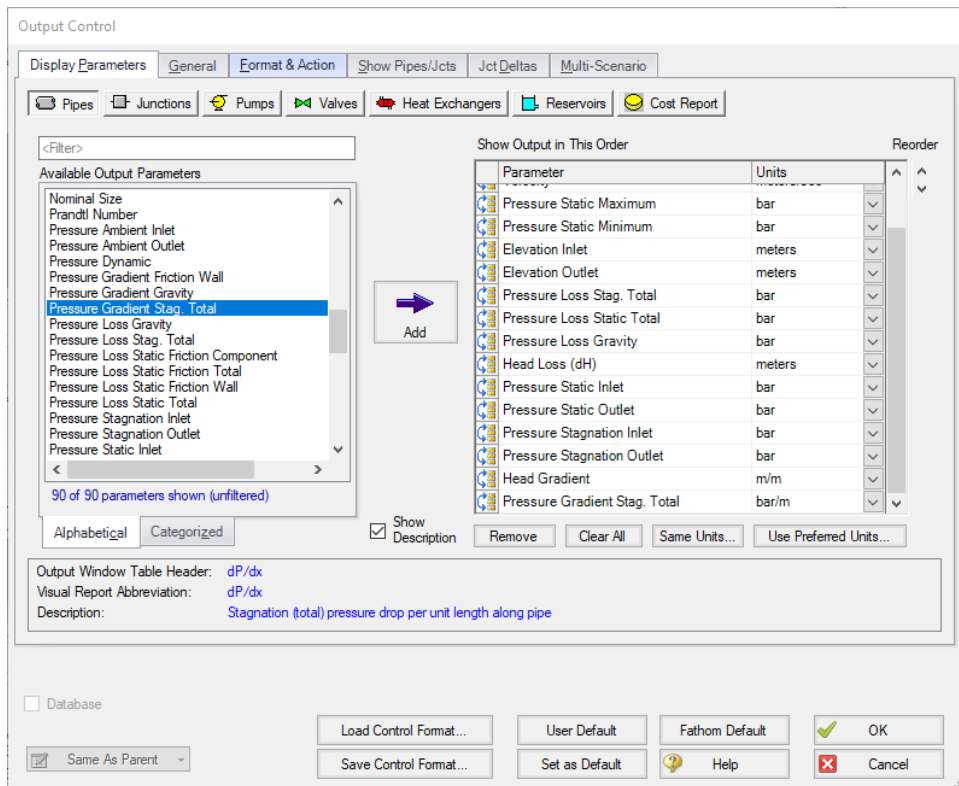 Output Control
Display Parameters General Format & Action Show Pipes/Jcts Jct Deltas Multi-Scenario
Pipes Junctions Pumps Valves Heat Exchangers Reservoirs Cost Report
<Filter>
Show Output in This Order Reorder
Available Output Parameters
Parameter Units
Nominal Size
Prandtl Number
Pressure Ambient Inlet
Pressure Ambient Outlet
Pressure Dynamic
Pressure Gradient Friction Wall
Pressure Gradient Gravity
Pressure Gradient Stag. Total
Pressure Loss Gravity
Pressure Loss Stag. Total
Pressure Loss Static Friction Component
Pressure Loss Static Friction Total
Pressure Loss Static Friction Wall
Pressure Loss Static Total
Pressure Stagnation Inlet
Pressure Stagnation Outlet
Pressure Static Inlet
90 of 90 parameters shown (unfiltered)
Alphabetical Categorized
Add
Show
Description
Pressure Static Maximum bar
Pressure Static Minimum bar
Elevation Inlet meters
Elevation Outlet meters
Pressure Loss Stag. Total bar
Pressure Loss Static Total bar
Pressure Loss Gravity bar
Head Loss (dH) meters
Pressure Static Inlet bar
Pressure Static Outlet bar
Pressure Stagnation Inlet bar
Pressure Stagnation Outlet bar
Head Gradient m/m
Pressure Gradient Stag. Total bar/m
Remove Clear All Same Units... Use Preferred Units...
Output Window Table Header: dP/dx
Visual Report Abbreviation: dP/dx
Description: Stagnation (total) pressure drop per unit length along pipe
Database
Load Control Format... User Default Fathom Default OK
Same As Parent Save Control Format... Set as Default Help Cancel